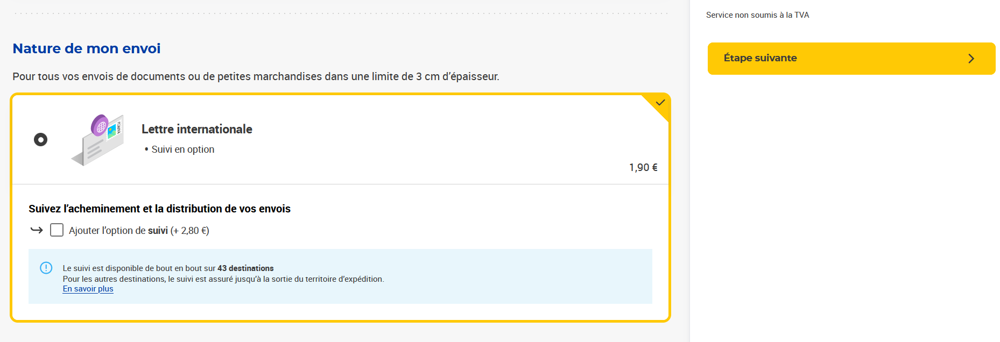 Service non soumis à la TVA
Étape suivante
Nature de mon envoi
Pour tous vos envois de documents ou de petites marchandises dans une limite de 3 cm d’épaisseur.
Lettre internationale
• Suivi en option
1,90 €
Suivez l’acheminement et la distribution de vos envois
Ajouter l’option de suivi (+ 2,80 €)
Le suivi est disponible de bout en bout sur 43 destinations
Pour les autres destinations, le suivi est assuré jusqu’à la sortie du territoire d’expédition.
En savoir plus